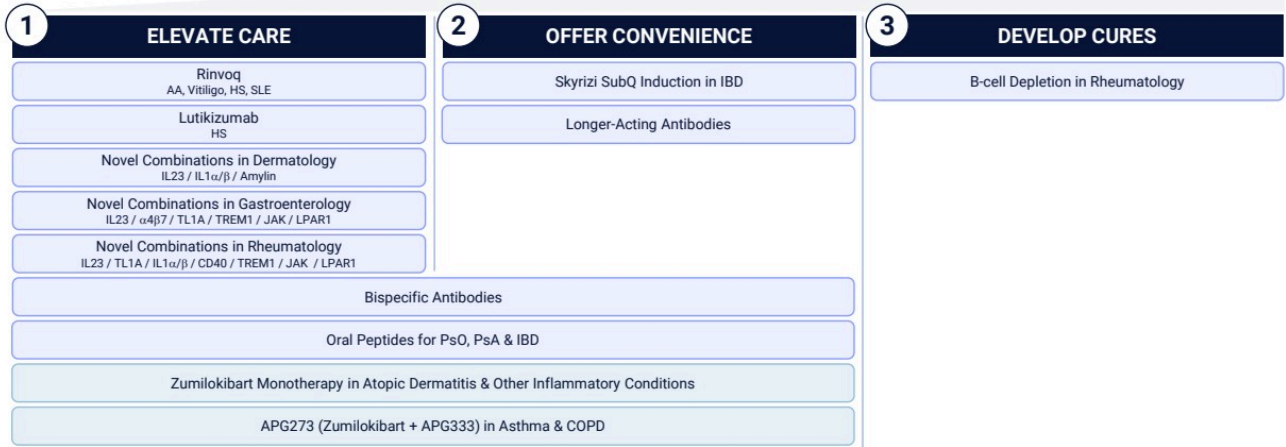 1
ELEVATE CARE
Rinvoq
AA, Vitiligo, HS, SLE
Lutikizumab
HS
Novel Combinations in Dermatology
IL23 / IL1α/β / Amylin
Novel Combinations in Gastroenterology
IL23 / α4β7 / TL1A / TREM1 / JAK / LPAR1
Novel Combinations in Rheumatology
IL23 / TL1A / IL1α/β / CD40 / TREM1 / JAK / LPAR1
2
OFFER CONVENIENCE
Skyrizi SubQ Induction in IBD
Longer-Acting Antibodies
Bispecific Antibodies
Oral Peptides for PsO, PsA & IBD
Zumilokibart Monotherapy in Atopic Dermatitis & Other Inflammatory Conditions
APG273 (Zumilokibart + APG333) in Asthma & COPD
3
DEVELOP CURES
B-cell Depletion in Rheumatology